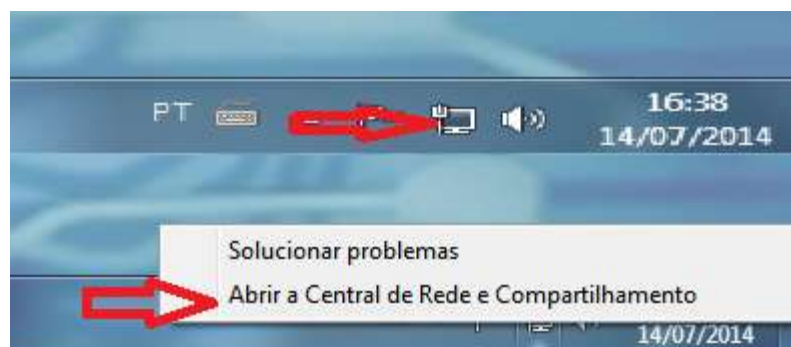 PT
16:38
14/07/2014
Solucionar problemas
Abrir a Central de Rede e Compartilhamento
14/07/2014